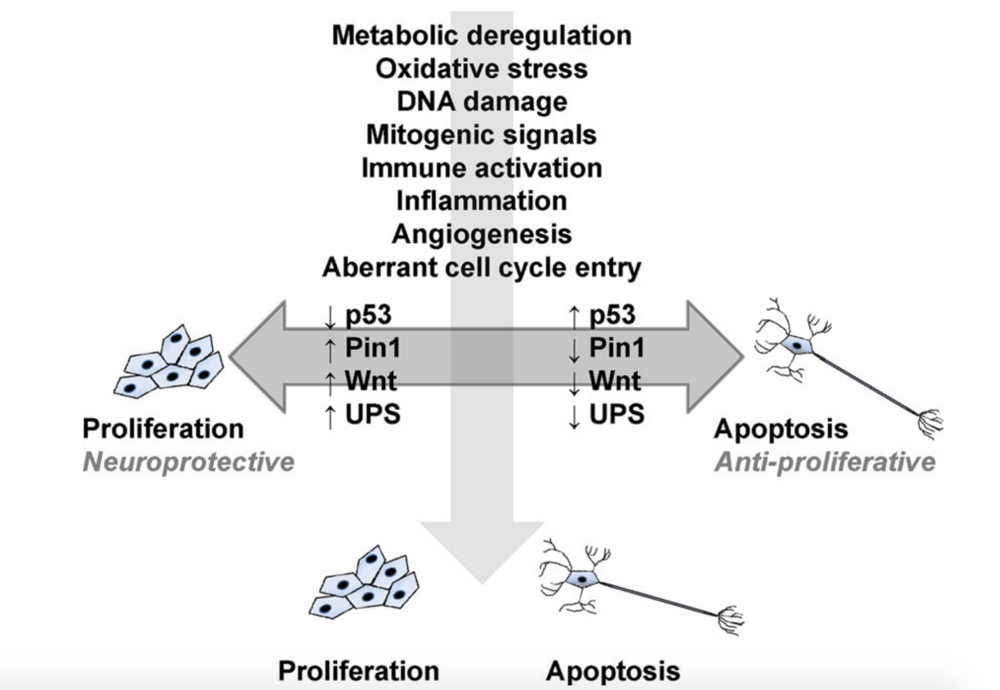 Metabolic deregulation
Oxidative stress
DNA damage
Mitogenic signals
Immune activation
Inflammation
Angiogenesis
Aberrant cell cycle entry
↓ p53
↑ Pin1
↑ Wnt
↑ UPS
↑ p53
↓ Pin1
↓ Wnt
↓ UPS
Proliferation
Neuroprotective
Apoptosis
Anti-proliferative
Proliferation
Apoptosis